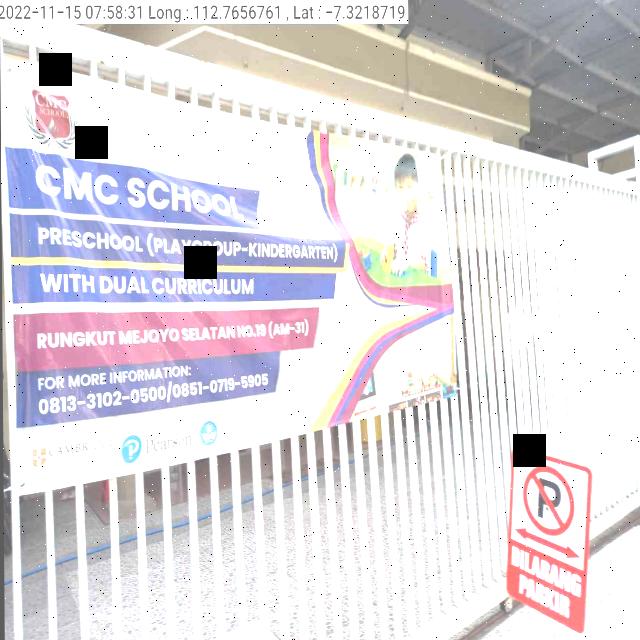 2022-11-15 07:58:31 Long : 112.7656761 , Lat : -7.3218719
CMC
SCHOOL
CMC SCHOOL
PRESCHOOL (PLAYGROUP-KINDERGARTEN)
WITH DUAL CURRICULUM
RUNGKUT MEJOYO SELATAN NO.19 (AM-31)
FOR MORE INFORMATION:
0813-3102-0500/0851-0719-5905
Pearson
P
DILARANG
PARKIR